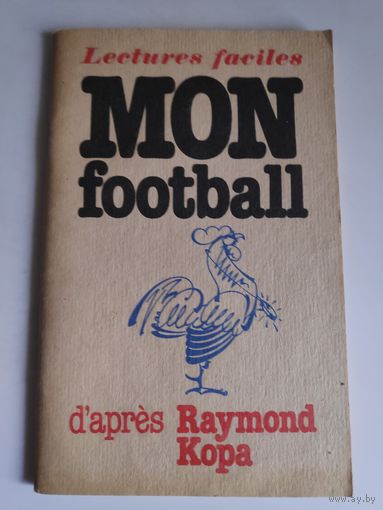 Lectures faciles
MON
football
d'après Raymond
Kopa
www.ay.by